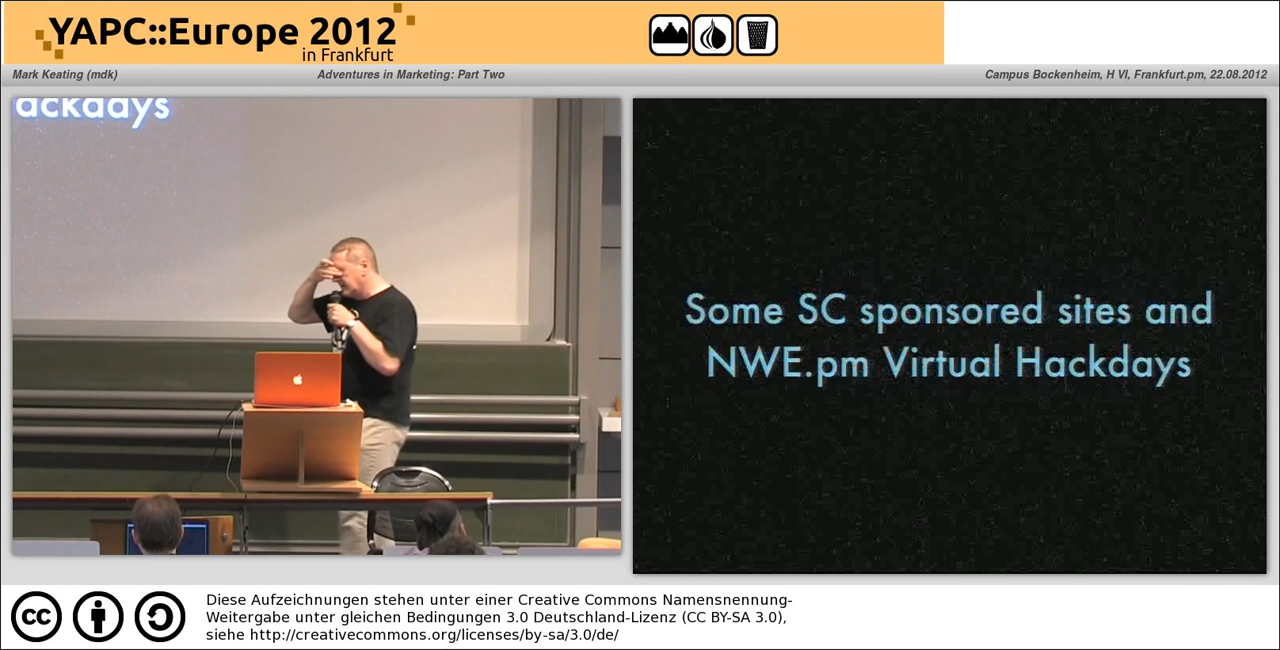 YAPC::Europe 2012
in Frankfurt
Mark Keating (mdk)
Adventures in Marketing: Part Two
Campus Bockenheim, H VI, Frankfurt.pm, 22.08.2012
ackdays
Some SC sponsored sites and
NWE.pm Virtual Hackdays
cc
Diese Aufzeichnungen stehen unter einer Creative Commons Namensnennung-
Weitergabe unter gleichen Bedingungen 3.0 Deutschland-Lizenz (CC BY-SA 3.0),
siehe http://creativecommons.org/licenses/by-sa/3.0/de/